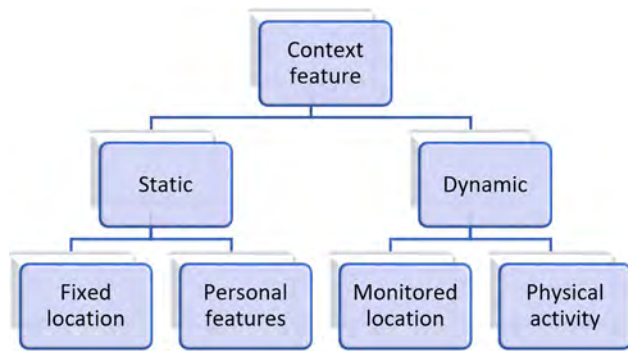 Context
feature
Static
Dynamic
Fixed
location
Personal
features
Monitored
location
Physical
activity